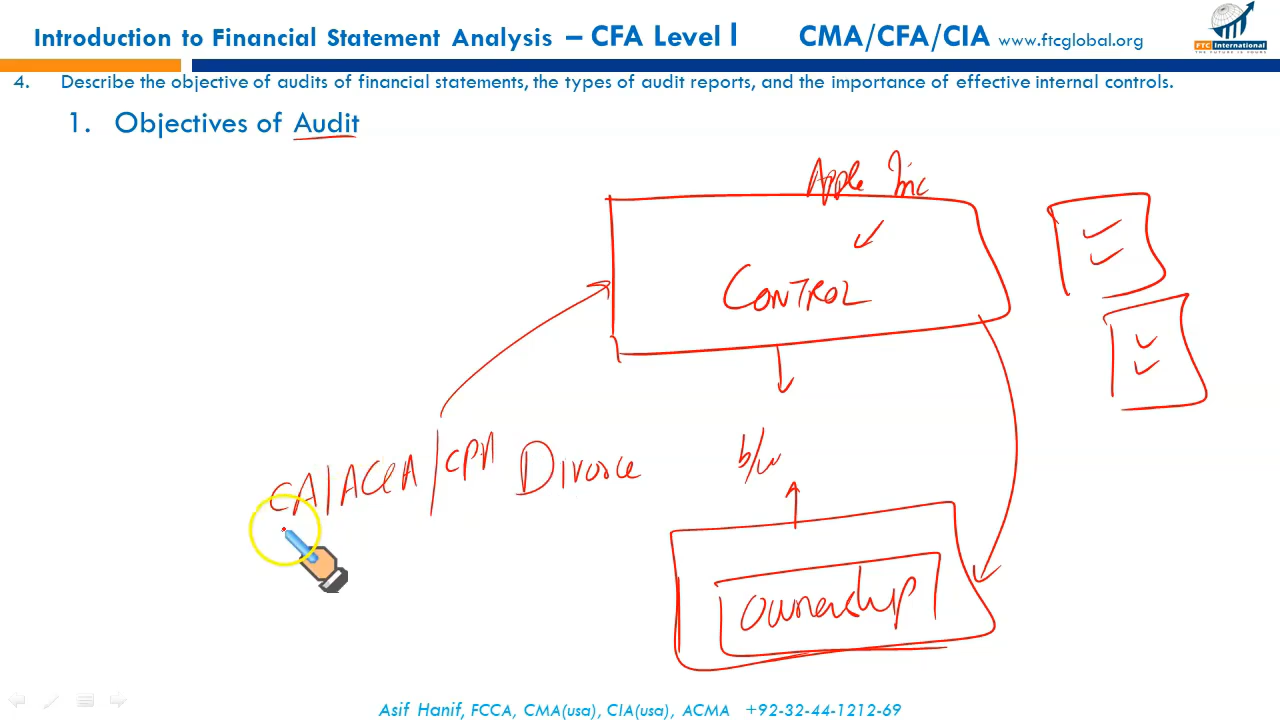 Introduction to Financial Statement Analysis – CFA Level I CMA/CFA/CIA www.ftcglobal.org
FTC International
4. Describe the objective of audits of financial statements, the types of audit reports, and the importance of effective internal controls.
1. Objectives of Audit
Apple Inc
CONTROL
CA/ACCA/CPA Divorce b/w
Ownership
Asif Hanif, FCCA, CMA(usa), CIA(usa), ACMA +92-32-44-1212-69